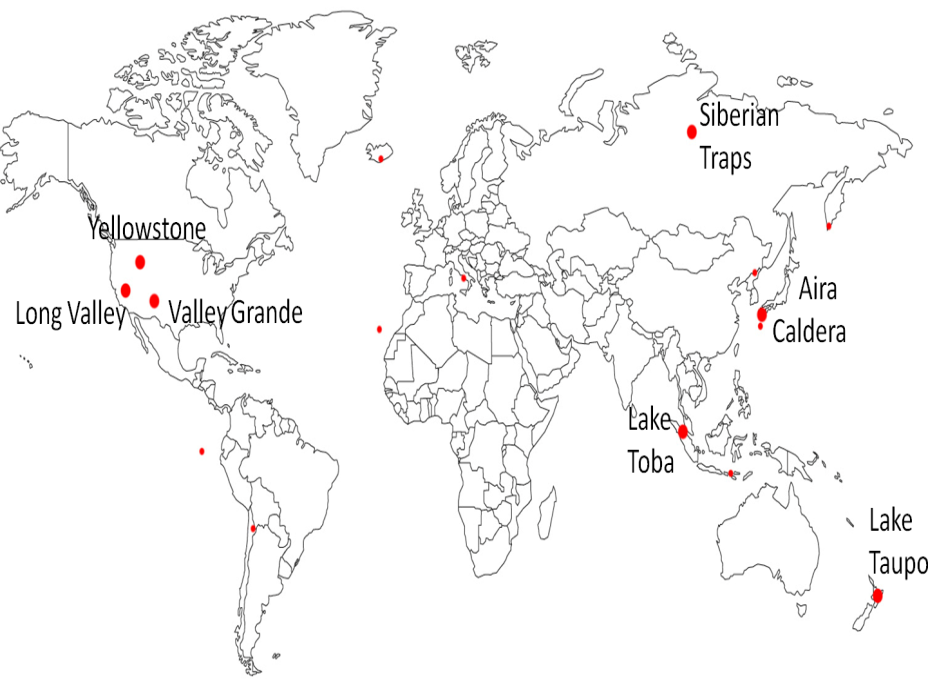 Siberian
Traps
Yellowstone
Long Valley
Valley Grande
Aira
Caldera
Lake
Toba
Lake
Taupo